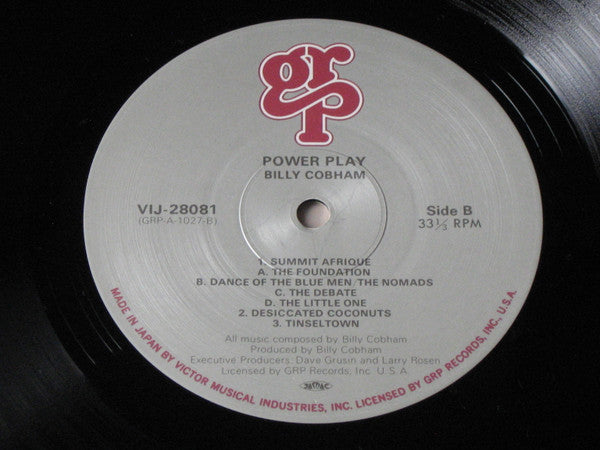 grp
POWER PLAY
BILLY COBHAM
VIJ-28081
(GRP-A-1027-B)
Side B
33 1/3 RPM
1. SUMMIT AFRIQUE
A. THE FOUNDATION
B. DANCE OF THE BLUE MEN/THE NOMADS
C. THE DEBATE
D. THE LITTLE ONE
2. DESICCATED COCONUTS
3. TINSELTOWN
All music composed by Billy Cobham
Produced by Billy Cobham
Executive Producers: Dave Grusin and Larry Rosen
Licensed by GRP Records, Inc. U.S.A.
MADE IN JAPAN BY VICTOR MUSICAL INDUSTRIES, INC. LICENSED BY GRP RECORDS, INC., U.S.A.